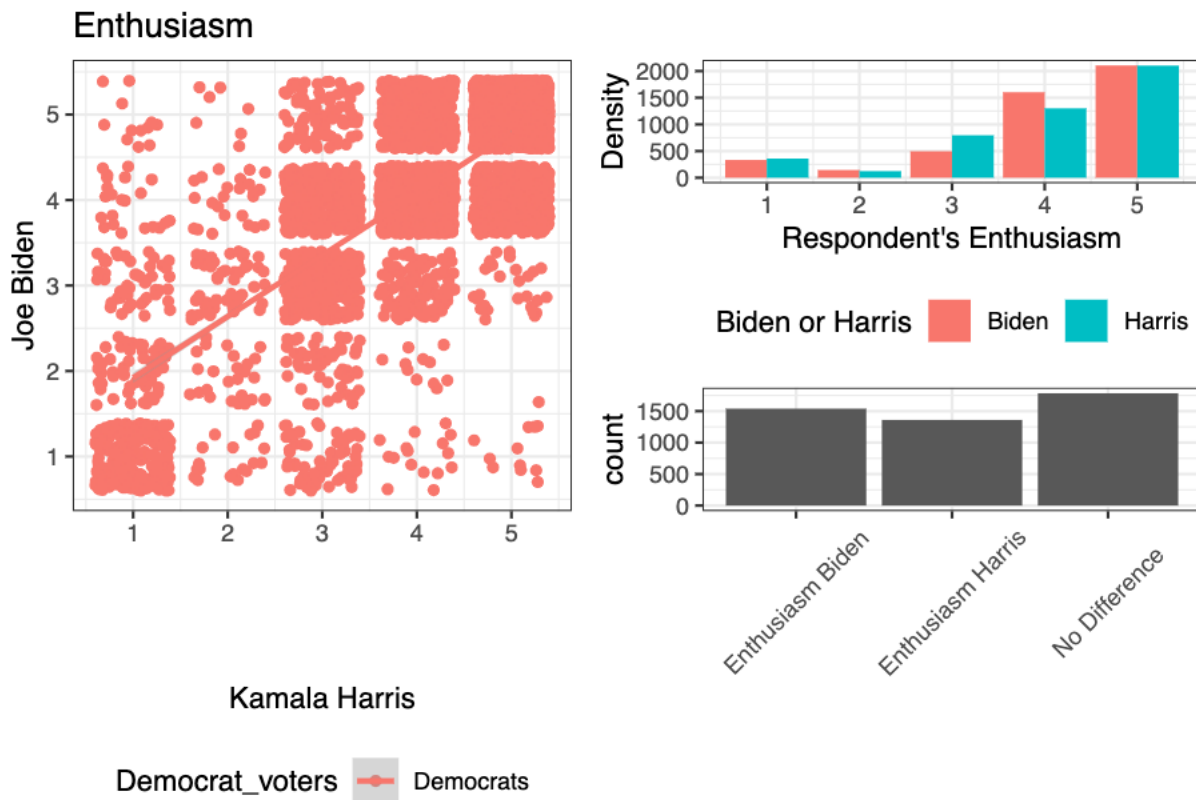 Enthusiasm
Joe Biden
5
4
3
2
1
1 2 3 4 5
Kamala Harris
Democrat_voters Democrats
Density
2000
1500
1000
500
0
1 2 3 4 5
Respondent's Enthusiasm
Biden or Harris Biden Harris
count
1500
1000
500
0
Enthusiasm Biden
Enthusiasm Harris
No Difference